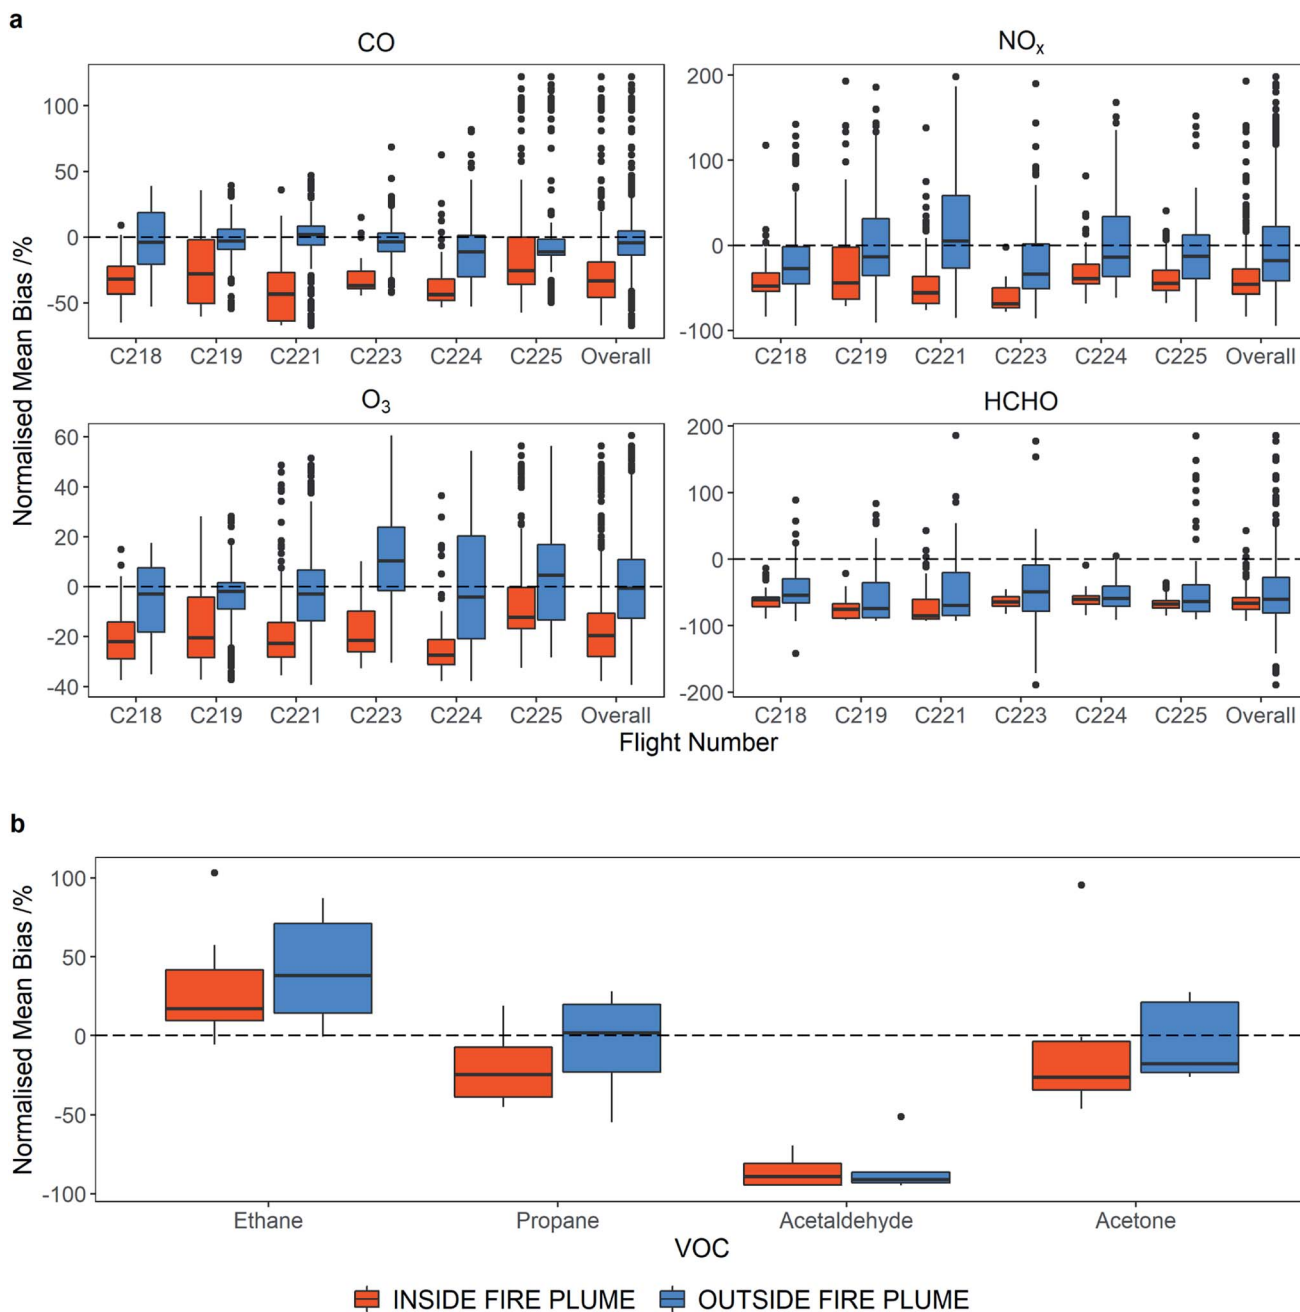 a
CO
NOₓ
Normalised Mean Bias /%
100
50
0
-50
200
100
0
-100
C218 C219 C221 C223 C224 C225 Overall
C218 C219 C221 C223 C224 C225 Overall
O₃
HCHO
60
40
20
0
-20
-40
200
100
0
-100
-200
C218 C219 C221 C223 C224 C225 Overall
C218 C219 C221 C223 C224 C225 Overall
Flight Number
b
Normalised Mean Bias /%
100
50
0
-50
-100
Ethane Propane Acetaldehyde Acetone
VOC
INSIDE FIRE PLUME OUTSIDE FIRE PLUME